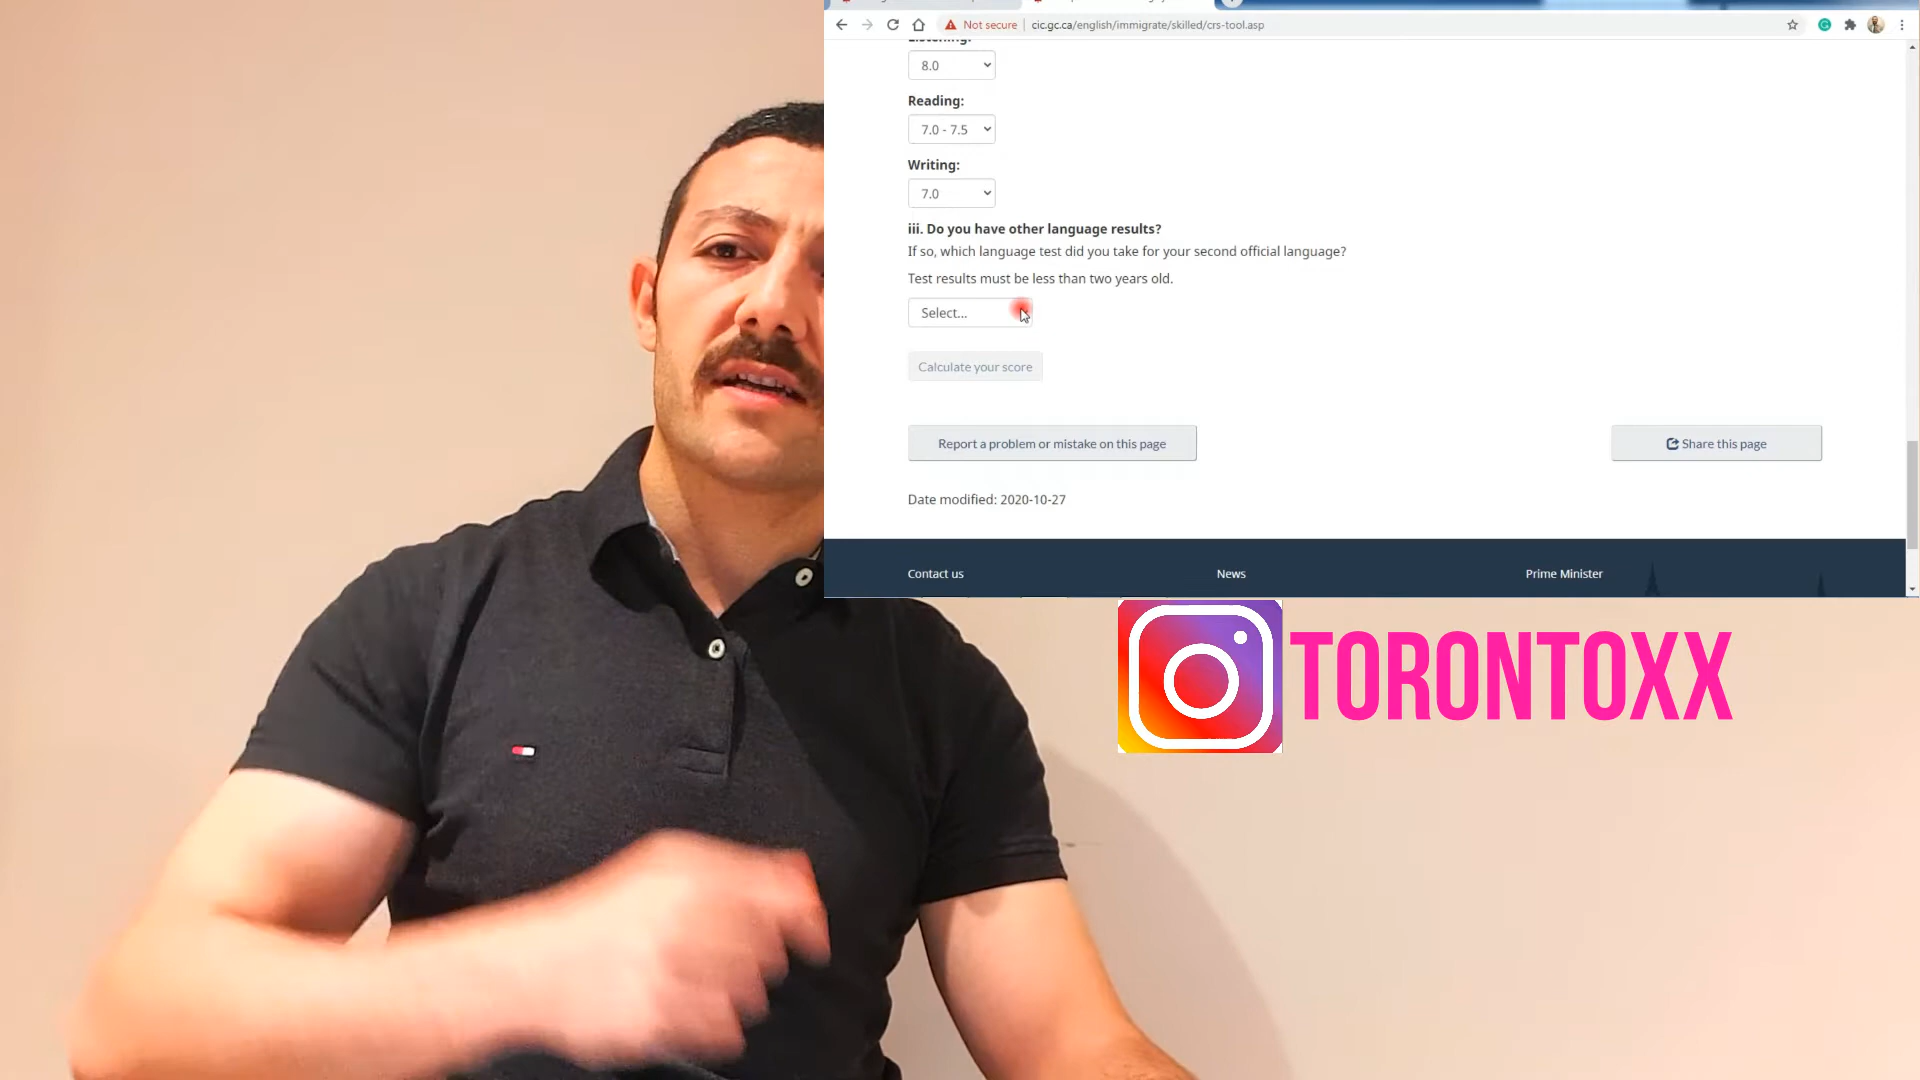 Not secure
cic.gc.ca/english/immigrate/skilled/crs-tool.asp
Listening:
8.0
Reading:
7.0 - 7.5
Writing:
7.0
iii. Do you have other language results?
If so, which language test did you take for your second official language?
Test results must be less than two years old.
Select...
Calculate your score
Report a problem or mistake on this page
Share this page
Date modified: 2020-10-27
Contact us
News
Prime Minister
TORONTOXX